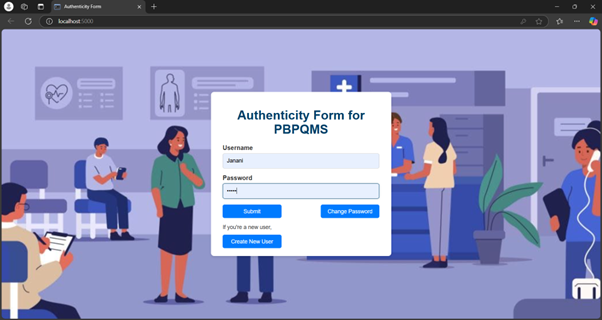 Authenticity Form
localhost:5000
Authenticity Form for
PBPQMS
Username
Janani
Password
•••••
Submit
Change Password
If you're a new user,
Create New User